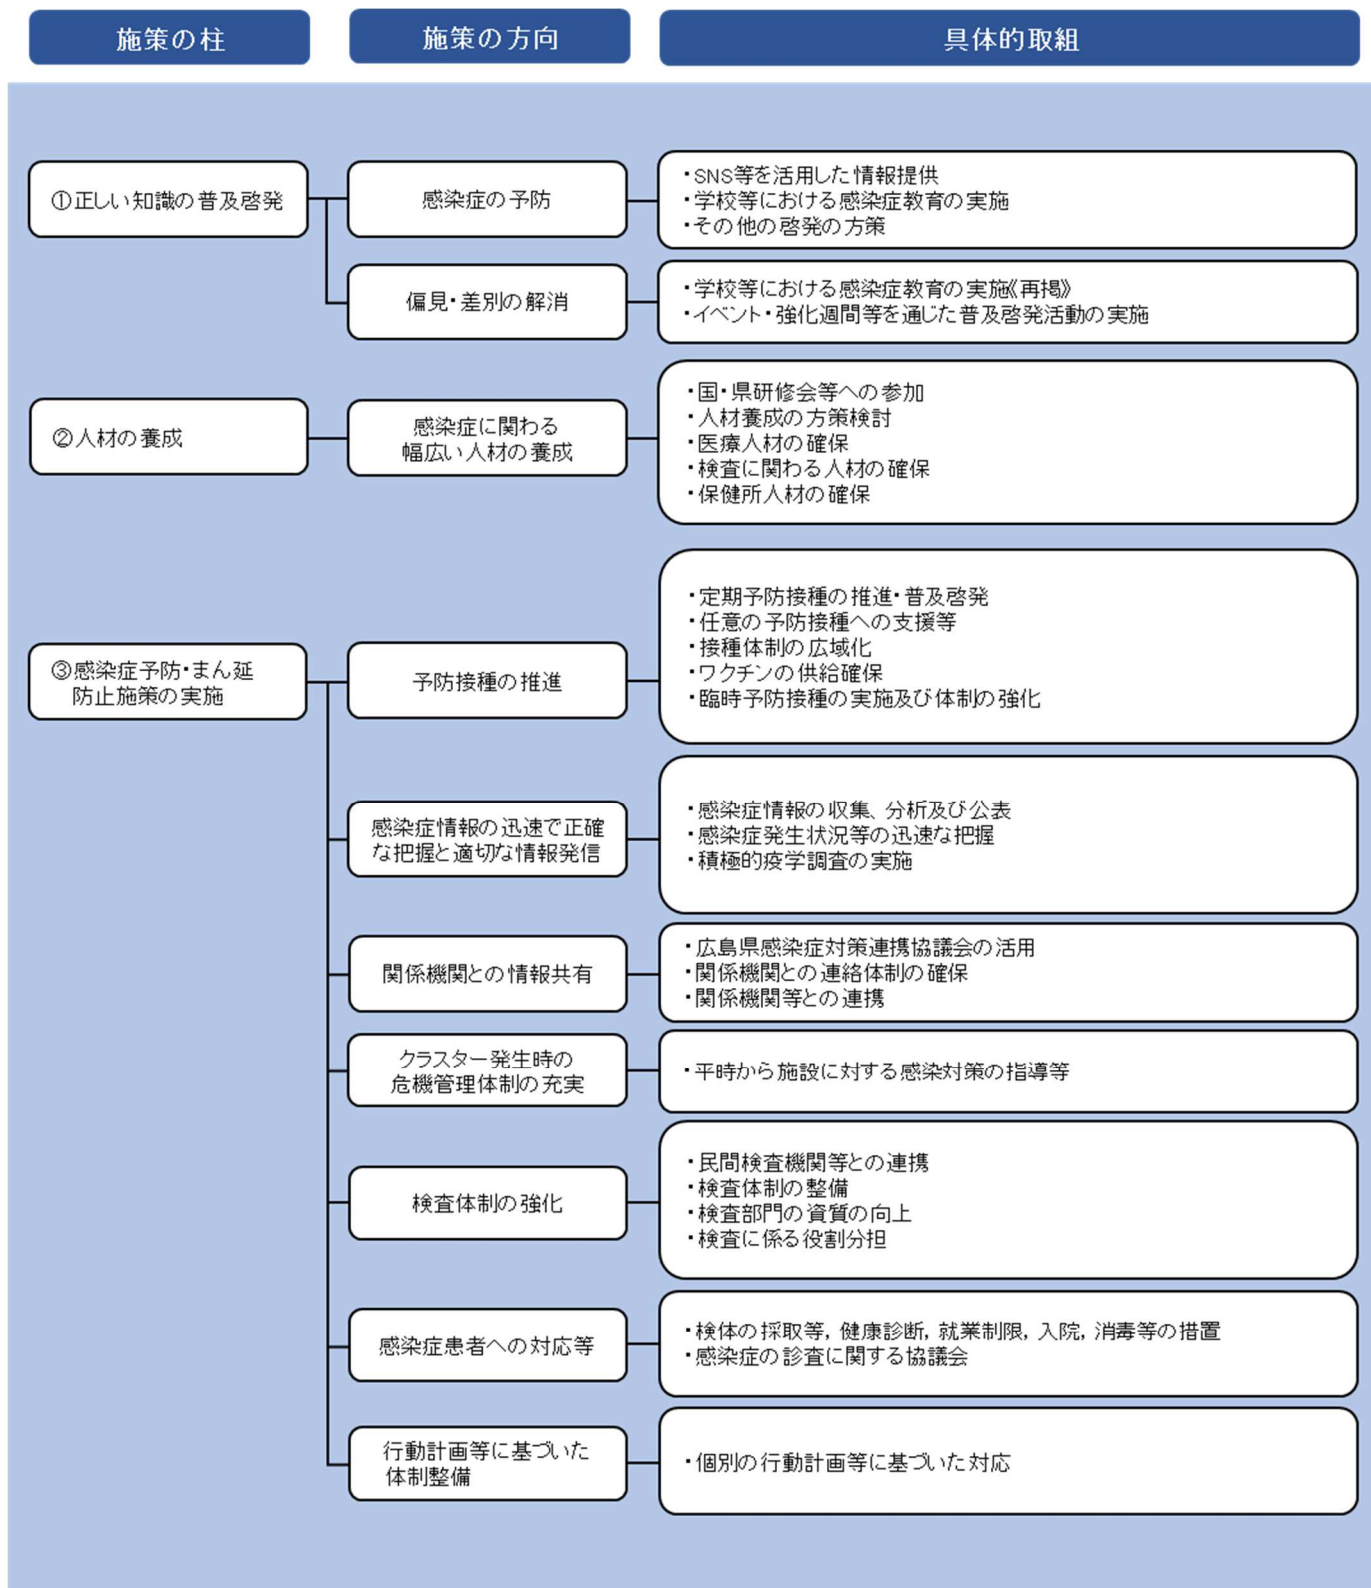 施策の柱
施策の方向
具体的取組
①正しい知識の普及啓発
感染症の予防
・SNS等を活用した情報提供
・学校等における感染症教育の実施
・その他の啓発の方策
偏見・差別の解消
・学校等における感染症教育の実施《再掲》
・イベント・強化週間等を通じた普及啓発活動の実施
②人材の養成
感染症に関わる
幅広い人材の養成
・国・県研修会等への参加
・人材養成の方策検討
・医療人材の確保
・検査に関わる人材の確保
・保健所人材の確保
③感染症予防・まん延
防止施策の実施
予防接種の推進
・定期予防接種の推進・普及啓発
・任意の予防接種への支援等
・接種体制の広域化
・ワクチンの供給確保
・臨時予防接種の実施及び体制の強化
感染症情報の迅速で正確
な把握と適切な情報発信
・感染症情報の収集、分析及び公表
・感染症発生状況等の迅速な把握
・積極的疫学調査の実施
関係機関との情報共有
・広島県感染症対策連携協議会の活用
・関係機関との連絡体制の確保
・関係機関等との連携
クラスター発生時の
危機管理体制の充実
・平時から施設に対する感染対策の指導等
検査体制の強化
・民間検査機関等との連携
・検査体制の整備
・検査部門の資質の向上
・検査に係る役割分担
感染症患者への対応等
・検体の採取等，健康診断，就業制限，入院，消毒等の措置
・感染症の診査に関する協議会
行動計画等に基づいた
体制整備
・個別の行動計画等に基づいた対応